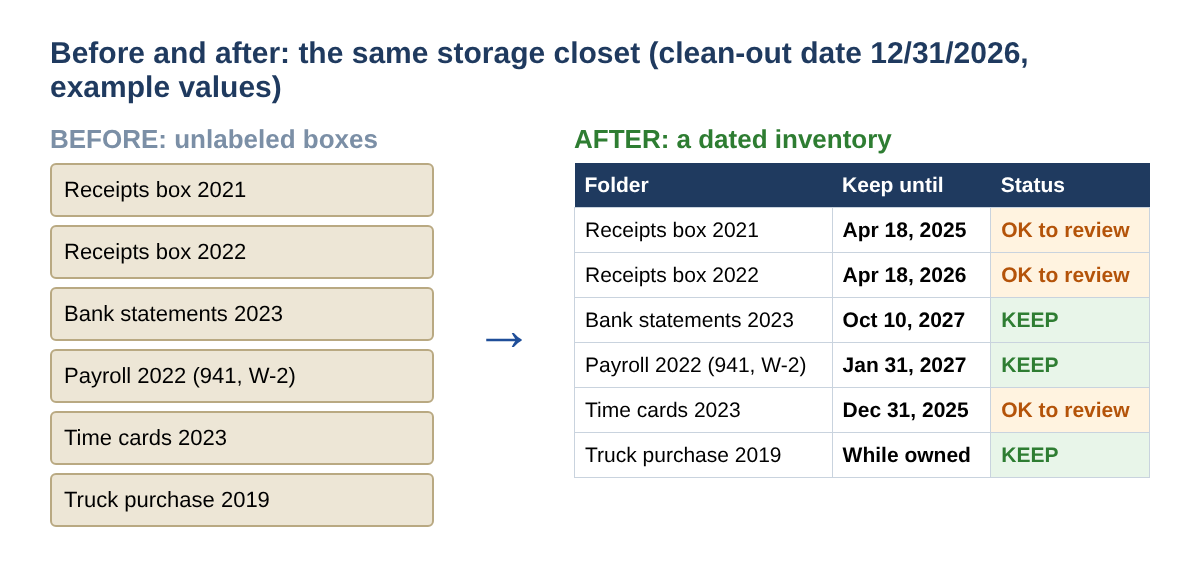 Before and after: the same storage closet (clean-out date 12/31/2026,
example values)
BEFORE: unlabeled boxes
Receipts box 2021
Receipts box 2022
Bank statements 2023
Payroll 2022 (941, W-2)
Time cards 2023
Truck purchase 2019
→
AFTER: a dated inventory
Folder Keep until Status
Receipts box 2021 Apr 18, 2025 OK to review
Receipts box 2022 Apr 18, 2026 OK to review
Bank statements 2023 Oct 10, 2027 KEEP
Payroll 2022 (941, W-2) Jan 31, 2027 KEEP
Time cards 2023 Dec 31, 2025 OK to review
Truck purchase 2019 While owned KEEP